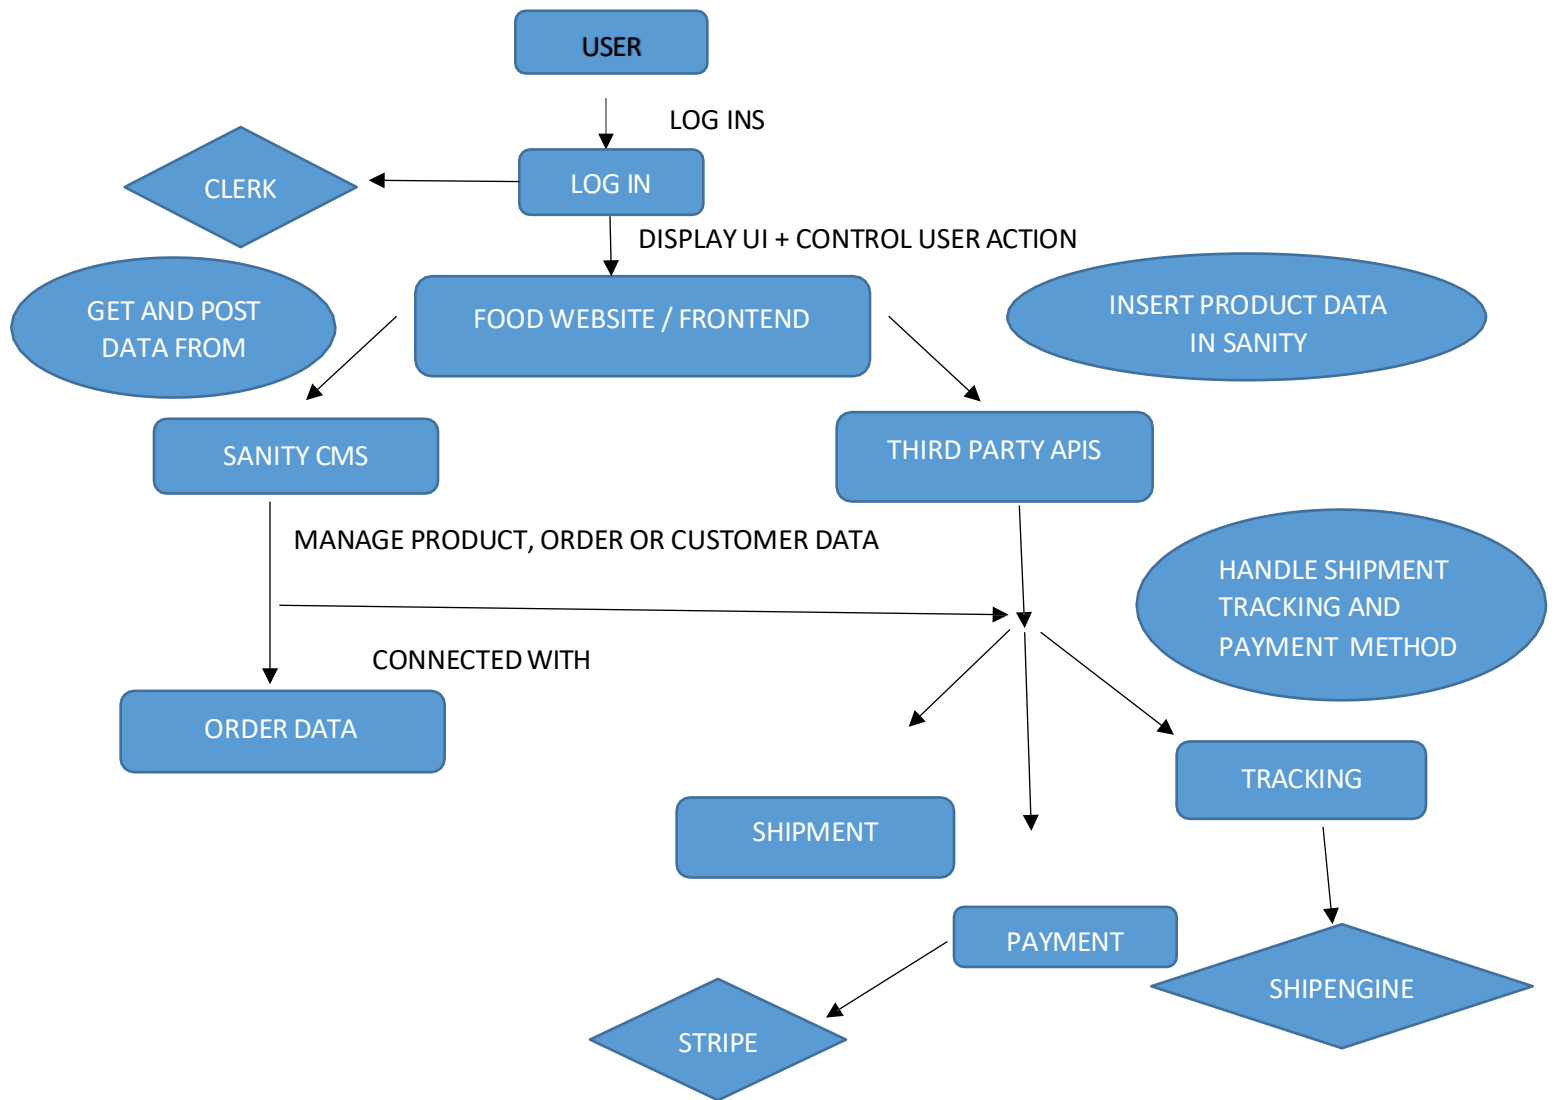 USER
LOG INS
CLERK
LOG IN
DISPLAY UI + CONTROL USER ACTION
GET AND POST
DATA FROM
FOOD WEBSITE / FRONTEND
INSERT PRODUCT DATA
IN SANITY
SANITY CMS
THIRD PARTY APIS
MANAGE PRODUCT, ORDER OR CUSTOMER DATA
HANDLE SHIPMENT
TRACKING AND
PAYMENT METHOD
CONNECTED WITH
ORDER DATA
TRACKING
SHIPMENT
PAYMENT
SHIPENGINE
STRIPE